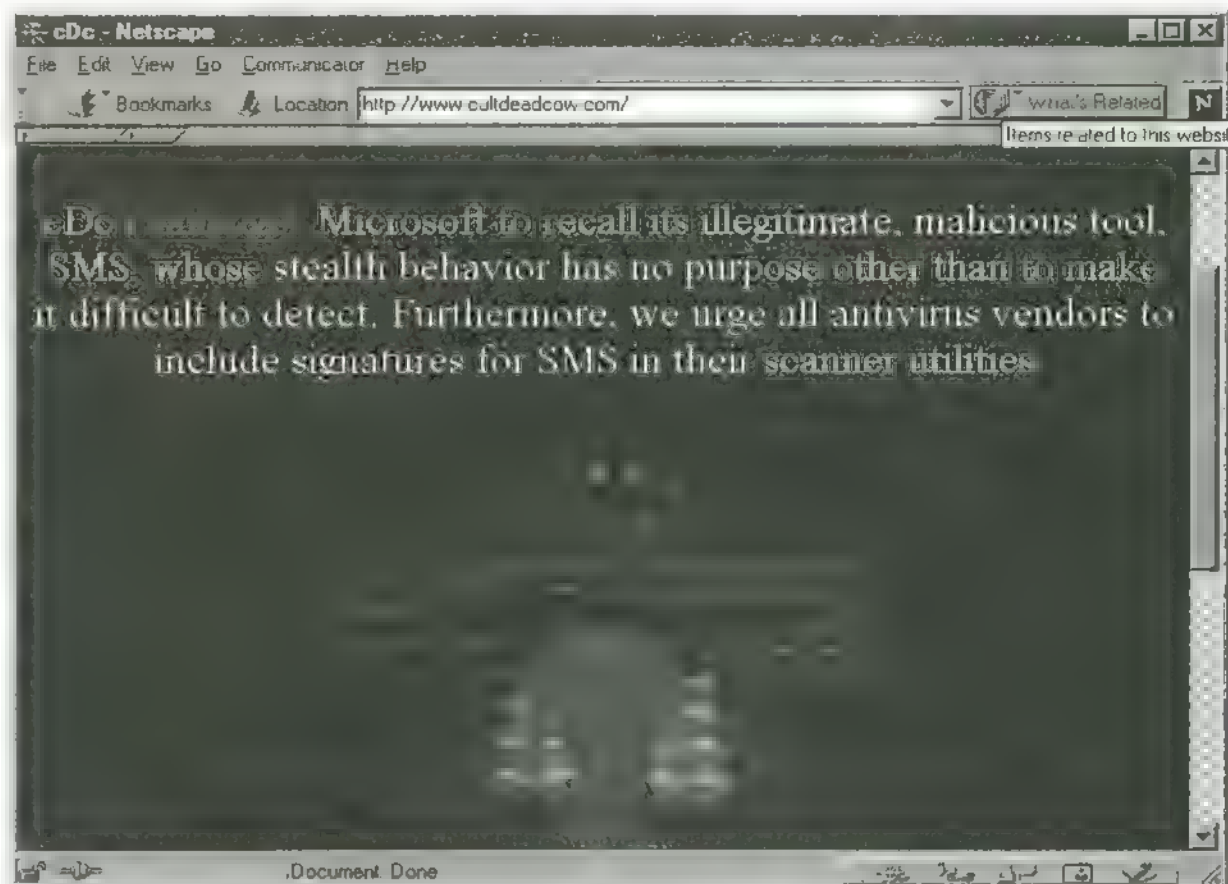 cDc - Netscape
File Edit View Go Communicator Help
Bookmarks Location http://www.cultdeadcow.com/ What's Related N
Items related to this websi
cDc Microsoft to recall its illegitimate, malicious tool,
SMS, whose stealth behavior has no purpose other than to make
it difficult to detect. Furthermore, we urge all antivirus vendors to
include signatures for SMS in their scanner utilities
Document: Done